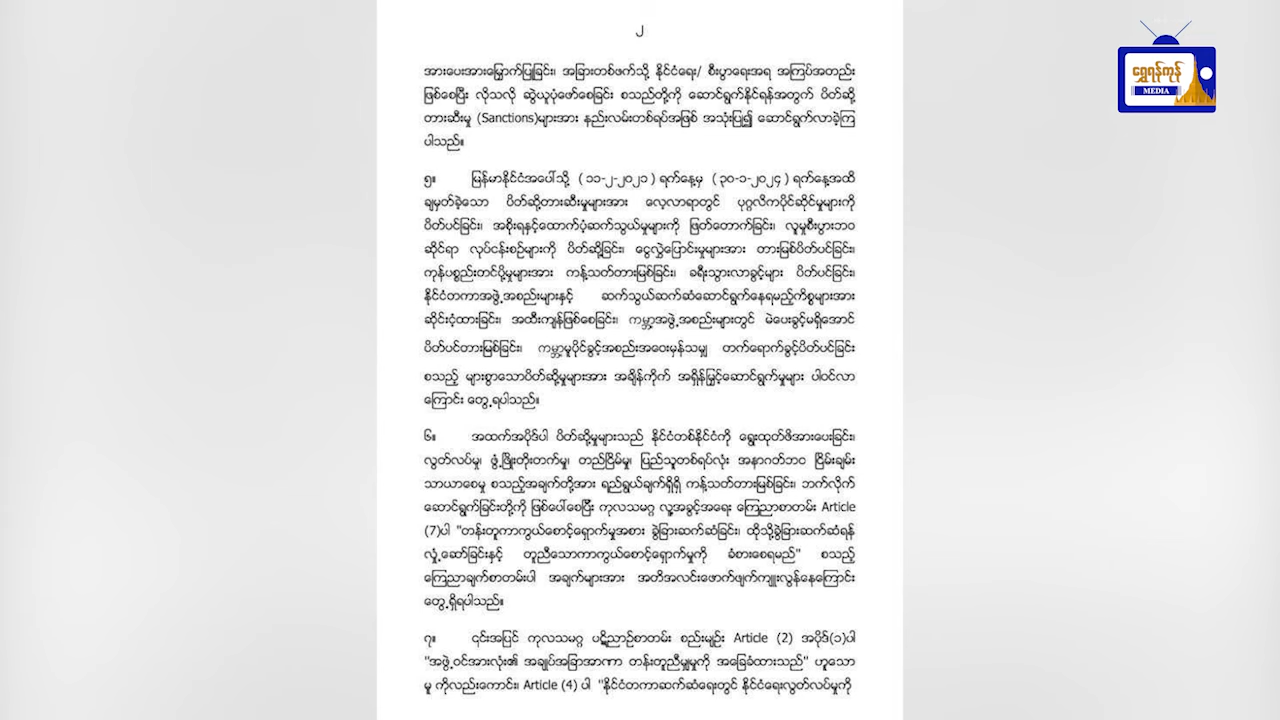 ၂
ရွှေရန်ကုန်
MEDIA
အားပေးအားမြှောက်ပြုခြင်း၊ အခြားတစ်ဖက်သို့ နိုင်ငံရေး/ စီးပွာရေးအရ အကြပ်အတည်း
ဖြစ်စေပြီး လိုသလို ဆွဲယူပုံဖော်စေခြင်း စသည်တို့ကို ဆောင်ရွက်နိုင်ရန်အတွက် ပိတ်ဆို့
တားဆီးမှု (Sanctions)များအား နည်းလမ်းတစ်ရပ်အဖြစ် အသုံးပြု၍ ဆောင်ရွက်လာခဲ့ကြ
ပါသည်။
၅။ မြန်မာနိုင်ငံအပေါ်သို့ (၁၁-၂-၂၀၂၁) ရက်နေ့မှ (၃၀-၁-၂၀၂၄) ရက်နေ့အထိ
ချမှတ်ခဲ့သော ပိတ်ဆို့တားဆီးမှုများအား လေ့လာရာတွင် ပုဂ္ဂလိကပိုင်ဆိုင်မှုများကို
ပိတ်ပင်ခြင်း၊ အစိုးရနှင့်ထောက်ပံ့ဆက်သွယ်မှုများကို ဖြတ်တောက်ခြင်း၊ လူမှုစီးပွားဘဝ
ဆိုင်ရာ လုပ်ငန်းစဉ်များကို ပိတ်ဆို့ခြင်း၊ ငွေလွှဲပြောင်းမှုများအား တားမြစ်ပိတ်ပင်ခြင်း၊
ကုန်ပစ္စည်းတင်ပို့မှုများအား ကန့်သတ်တားမြစ်ခြင်း၊ ခရီးသွားလာခွင့်များ ပိတ်ပင်ခြင်း၊
နိုင်ငံတကာအဖွဲ့အစည်းများနှင့် ဆက်သွယ်ဆက်ဆံဆောင်ရွက်နေရမည့်ကိစ္စများအား
ဆိုင်းငံ့ထားခြင်း၊ အထီးကျန်ဖြစ်စေခြင်း၊ ကမ္ဘာ့အဖွဲ့အစည်းများတွင် မဲပေးခွင့်မရှိအောင်
ပိတ်ပင်တားမြစ်ခြင်း၊ ကမ္ဘာ့မူပိုင်ခွင့်အစည်းအဝေးမှန်သမျှ တက်ရောက်ခွင့်ပိတ်ပင်ခြင်း
စသည့် များစွာသောပိတ်ဆို့မှုများအား အချိန်ကိုက် အရှိန်မြှင့်ဆောင်ရွက်မှုများ ပါဝင်လာ
ကြောင်း တွေ့ရပါသည်။
၆။ အထက်အပိုဒ်ပါ ပိတ်ဆို့မှုများသည် နိုင်ငံတစ်နိုင်ငံကို ရွေးထုတ်ဖိအားပေးခြင်း၊
လွတ်လပ်မှု၊ ဖွံ့ဖြိုးတိုးတက်မှု၊ တည်ငြိမ်မှု၊ ပြည်သူတစ်ရပ်လုံး အနာဂတ်ဘဝ ငြိမ်းချမ်း
သာယာစေမှု စသည့်အချက်တို့အား ရည်ရွယ်ချက်ရှိရှိ ကန့်သတ်တားမြစ်ခြင်း၊ ဘက်လိုက်
ဆောင်ရွက်ခြင်းတို့ကို ဖြစ်ပေါ်စေပြီး ကုလသမဂ္ဂ လူ့အခွင့်အရေး ကြေညာစာတမ်း Article
(7)ပါ "တန်းတူကာကွယ်စောင့်ရှောက်မှုအစား ခွဲခြားဆက်ဆံခြင်း၊ ထိုသို့ခွဲခြားဆက်ဆံရန်
လှုံ့ဆော်ခြင်းနှင့် တူညီသောကာကွယ်စောင့်ရှောက်မှုကို ခံစားစေရမည်" စသည့်
ကြေညာချက်စာတမ်းပါ အချက်များအား အတိအလင်းဖောက်ဖျက်ကျူးလွန်နေကြောင်း
တွေ့ရှိရပါသည်။
၇။ ၎င်းအပြင် ကုလသမဂ္ဂ ပဋိညာဉ်စာတမ်း စည်းမျဉ်း Article (2) အပိုဒ်(၁)ပါ
"အဖွဲ့ဝင်အားလုံး၏ အချုပ်အခြာအာဏာ တန်းတူညီမျှမှုကို အခြေခံထားသည်" ဟူသော
မူ ကိုလည်းကောင်း၊ Article (4) ပါ "နိုင်ငံတကာဆက်ဆံရေးတွင် နိုင်ငံရေးလွတ်လပ်မှုကို